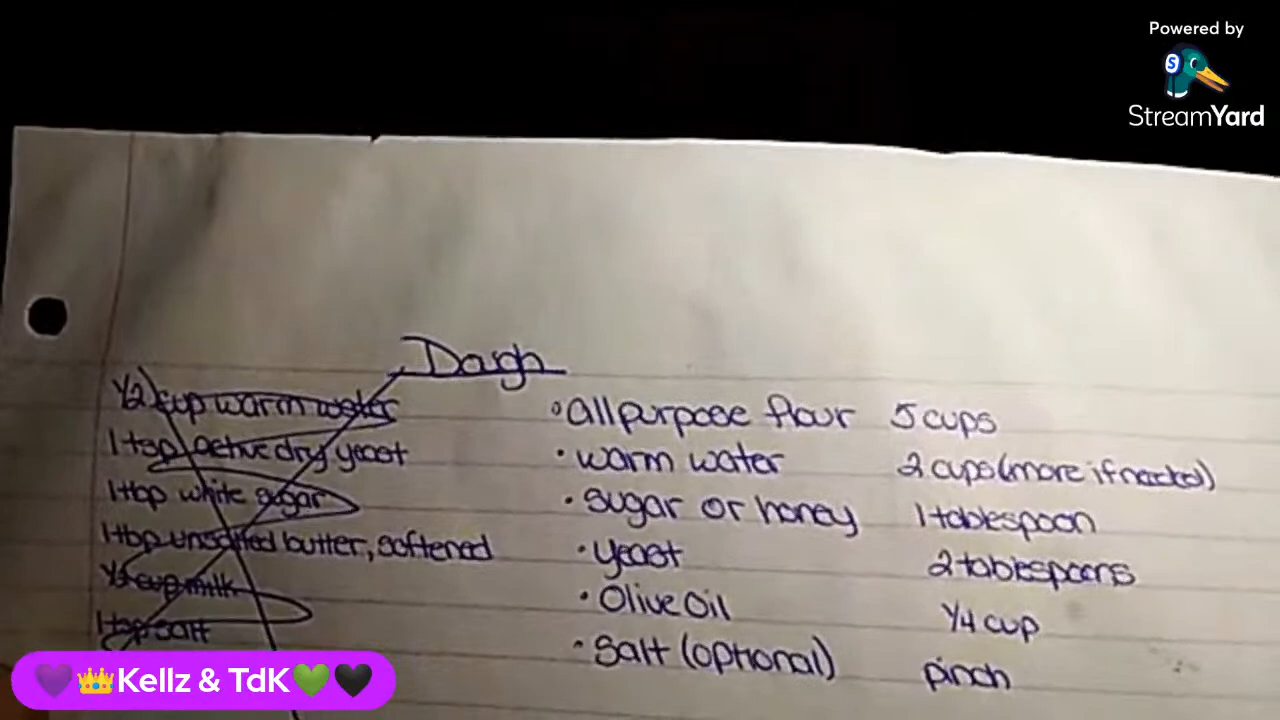 Powered by
StreamYard
Dough
1/2 cup warm water
1 tsp active dry yeast
1 tbp white sugar
1 tbp unsalted butter, softened
1/3 cup milk
1 tsp salt
• all purpose flour 5 cups
• warm water 2 cups (more if needed)
• sugar or honey 1 tablespoon
• yeast 2 tablespoons
• Olive Oil 1/4 cup
• Salt (optional) pinch
💜👑Kellz & TdK💚🖤